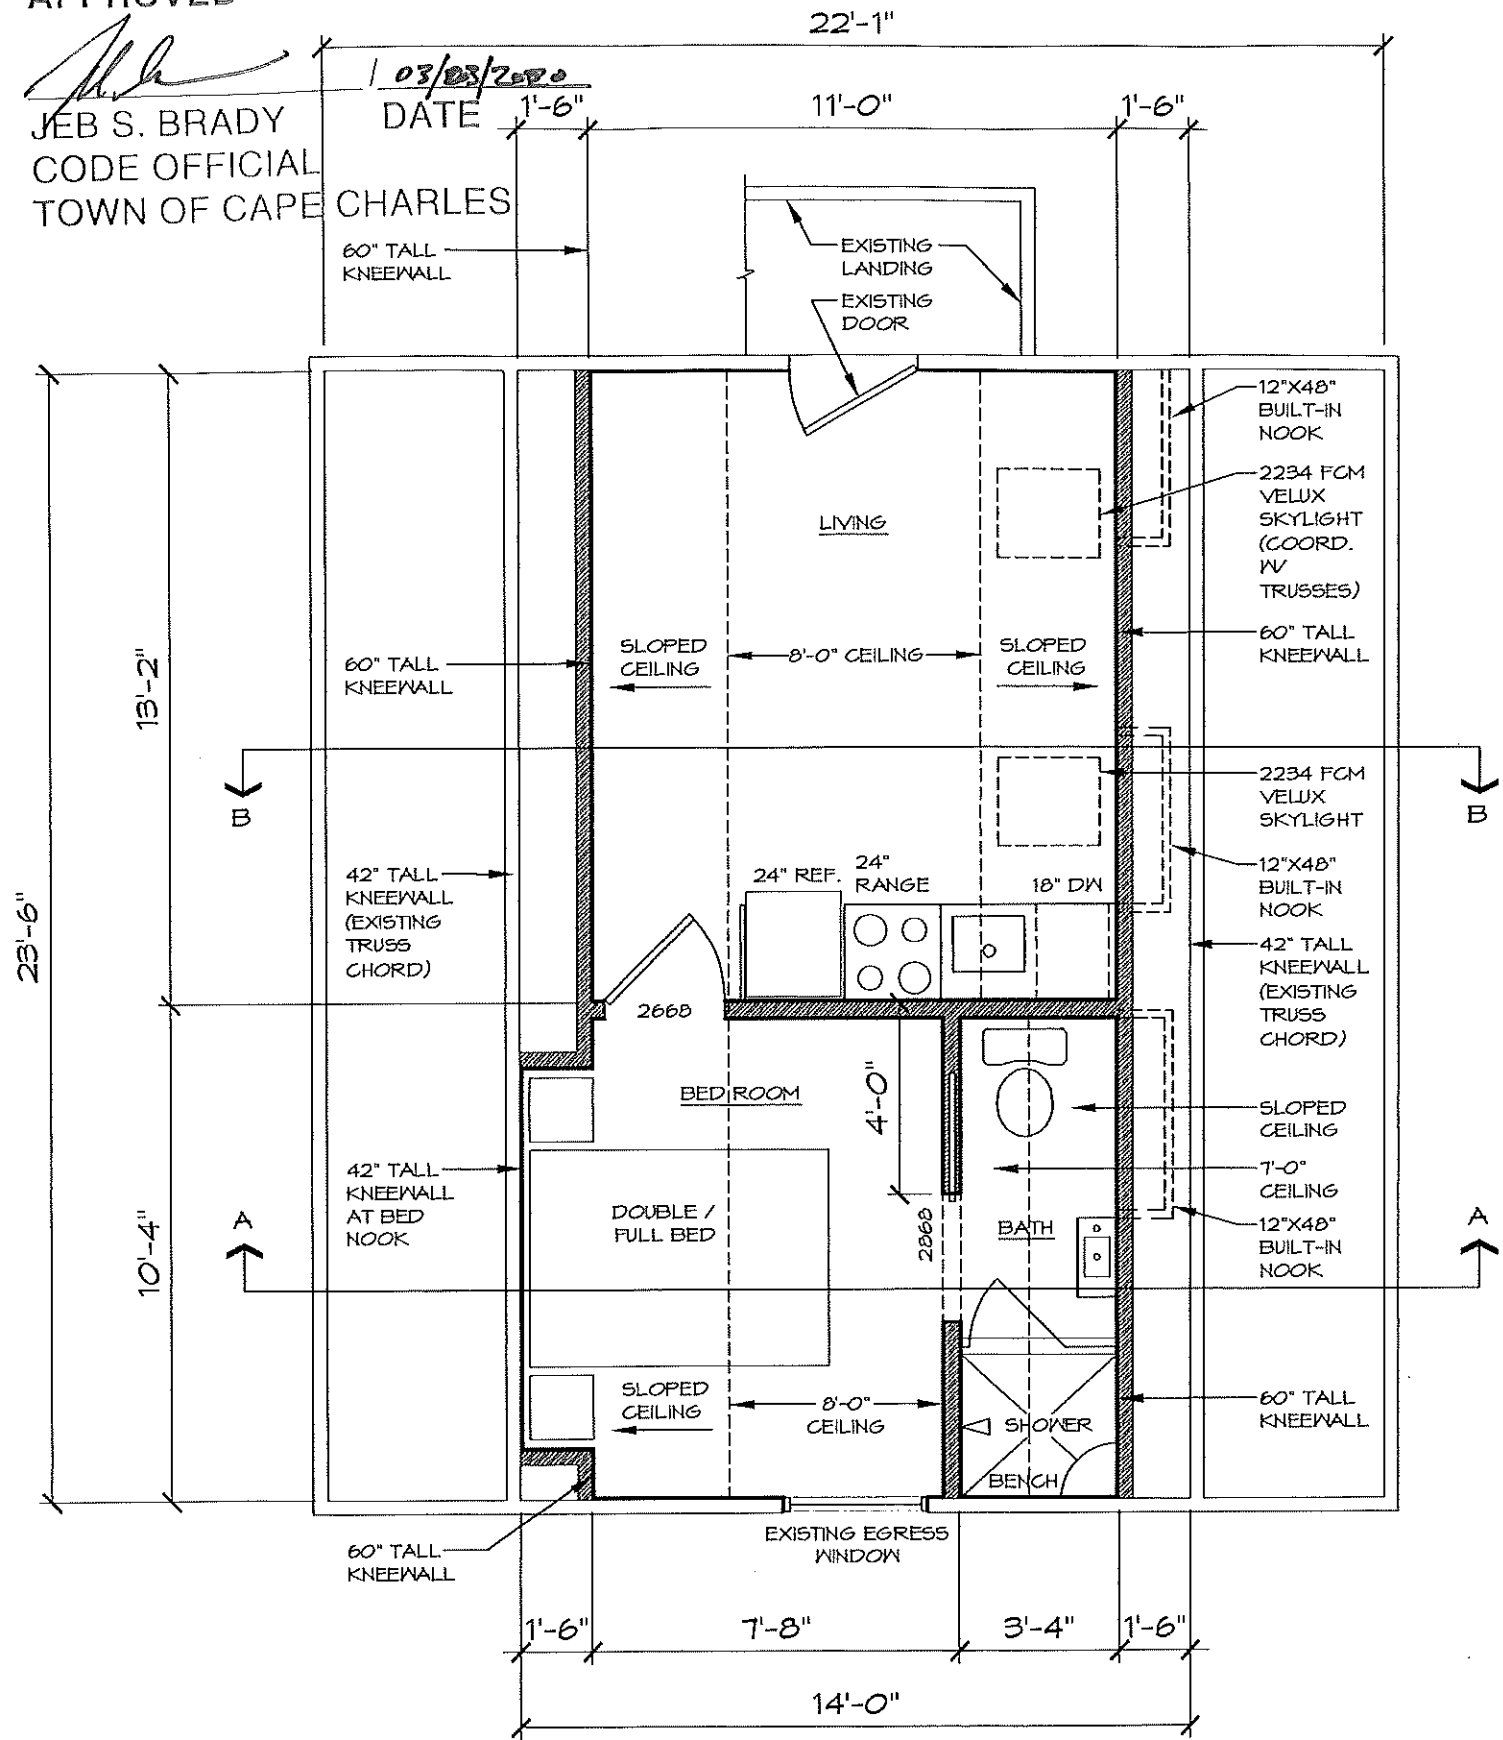 APPROVED
03/03/2020
JEB S. BRADY
DATE
CODE OFFICIAL
TOWN OF CAPE CHARLES
22'-1"
1'-6"
11'-0"
1'-6"
60" TALL
KNEEWALL
EXISTING
LANDING
EXISTING
DOOR
12"X48"
BUILT-IN
NOOK
2234 FCM
VELUX
SKYLIGHT
(COORD.
W/
TRUSSES)
LIVING
60" TALL
KNEEWALL
60" TALL
KNEEWALL
SLOPED
CEILING
8'-0" CEILING
SLOPED
CEILING
13'-2"
B
B
2234 FCM
VELUX
SKYLIGHT
12"X48"
BUILT-IN
NOOK
42" TALL
KNEEWALL
(EXISTING
TRUSS
CHORD)
24" REF.
24"
RANGE
18" DW
23'-6"
42" TALL
KNEEWALL
(EXISTING
TRUSS
CHORD)
2668
BED ROOM
4'-0"
SLOPED
CEILING
7'-0"
CEILING
12"X48"
BUILT-IN
NOOK
42" TALL
KNEEWALL
AT BED
NOOK
10'-4"
A
A
DOUBLE /
FULL BED
2868
BATH
SLOPED
CEILING
8'-0"
CEILING
SHOWER
BENCH
60" TALL
KNEEWALL
60" TALL
KNEEWALL
EXISTING EGRESS
WINDOW
1'-6"
7'-8"
3'-4"
1'-6"
14'-0"